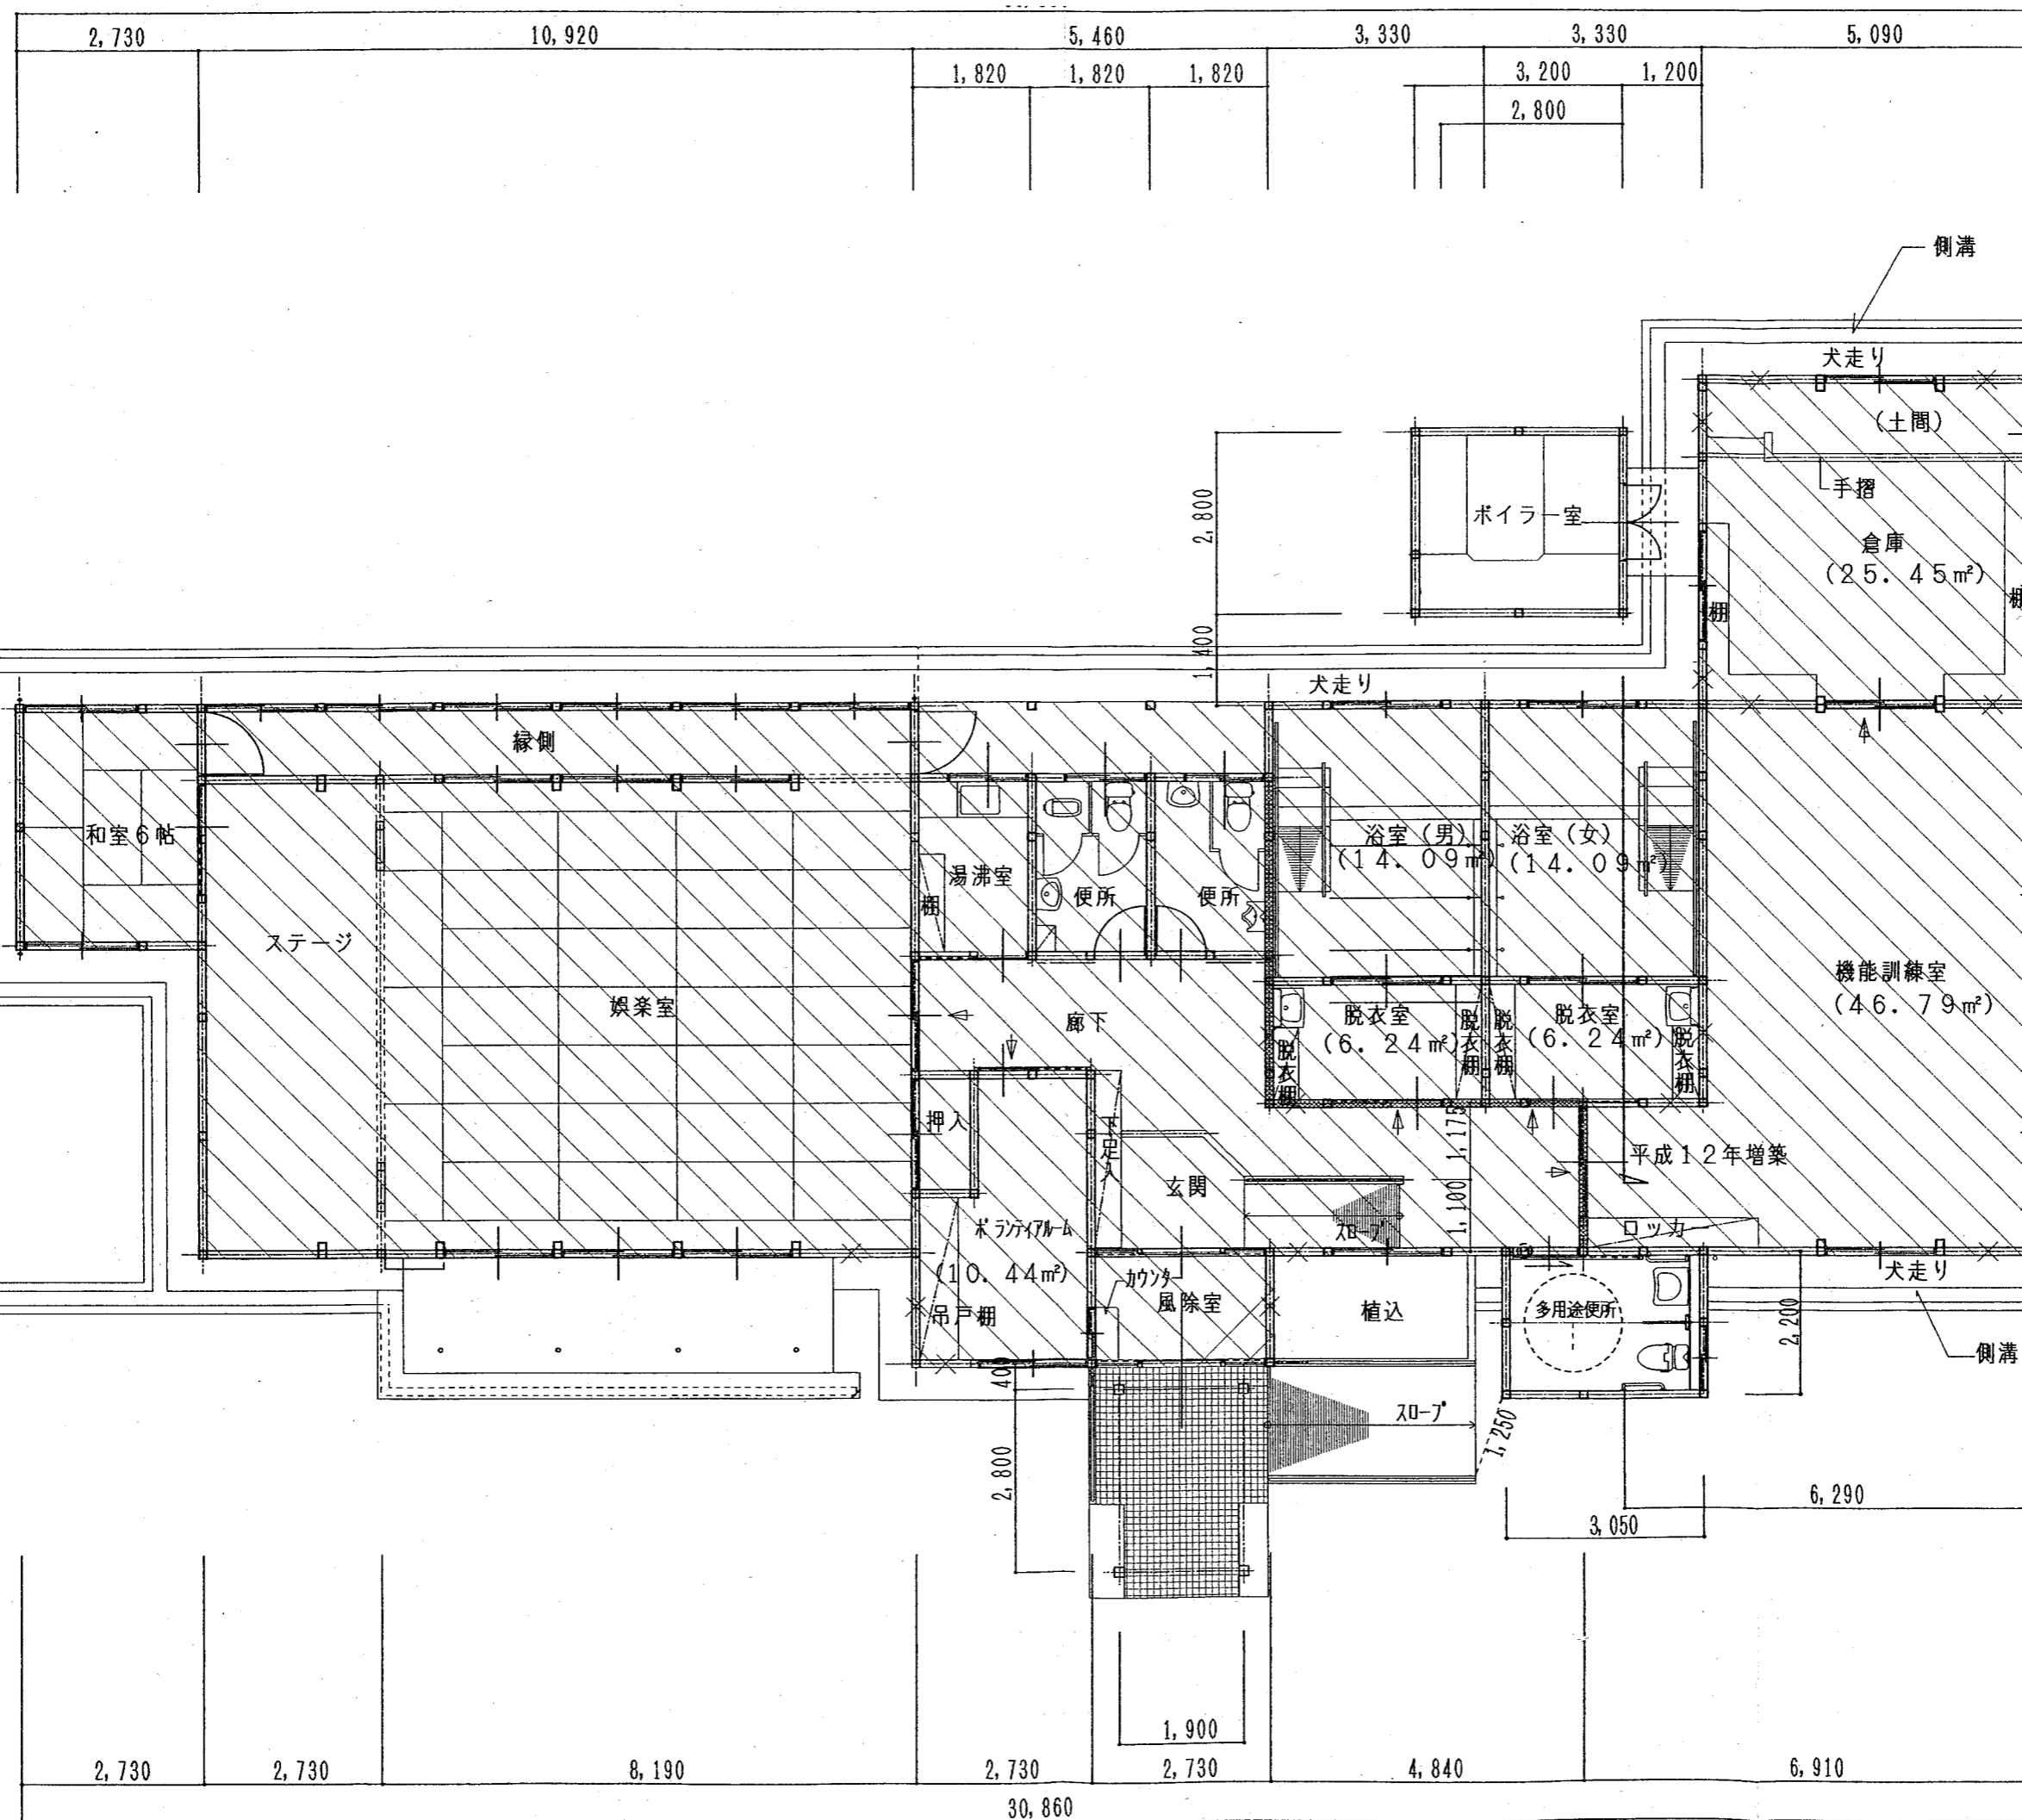 2,730
10,920
5,460
3,330
3,330
5,090
1,820
1,820
1,820
3,200
1,200
2,800
側溝
犬走り
(土間)
手摺
2,800
ボイラー室
倉庫
(25.45㎡)
棚
棚
1,400
犬走り
縁側
和室6帖
浴室(男)
(14.09㎡)
浴室(女)
(14.09㎡)
湯沸室
棚
便所
便所
ステージ
機能訓練室
(46.79㎡)
娯楽室
廊下
脱衣室
(6.24㎡)
脱衣棚
脱衣棚
脱衣棚
脱衣室
(6.24㎡)
脱衣棚
押入
下足入
1,175
平成12年増築
玄関
1,100
スロープ
ロッカー
ボランティアルーム
(10.44㎡)
カウンター
風除室
吊戸棚
植込
多用途便所
犬走り
2,200
側溝
400
スロープ
1,250
2,800
6,290
3,050
1,900
2,730
2,730
8,190
2,730
2,730
4,840
6,910
30,860